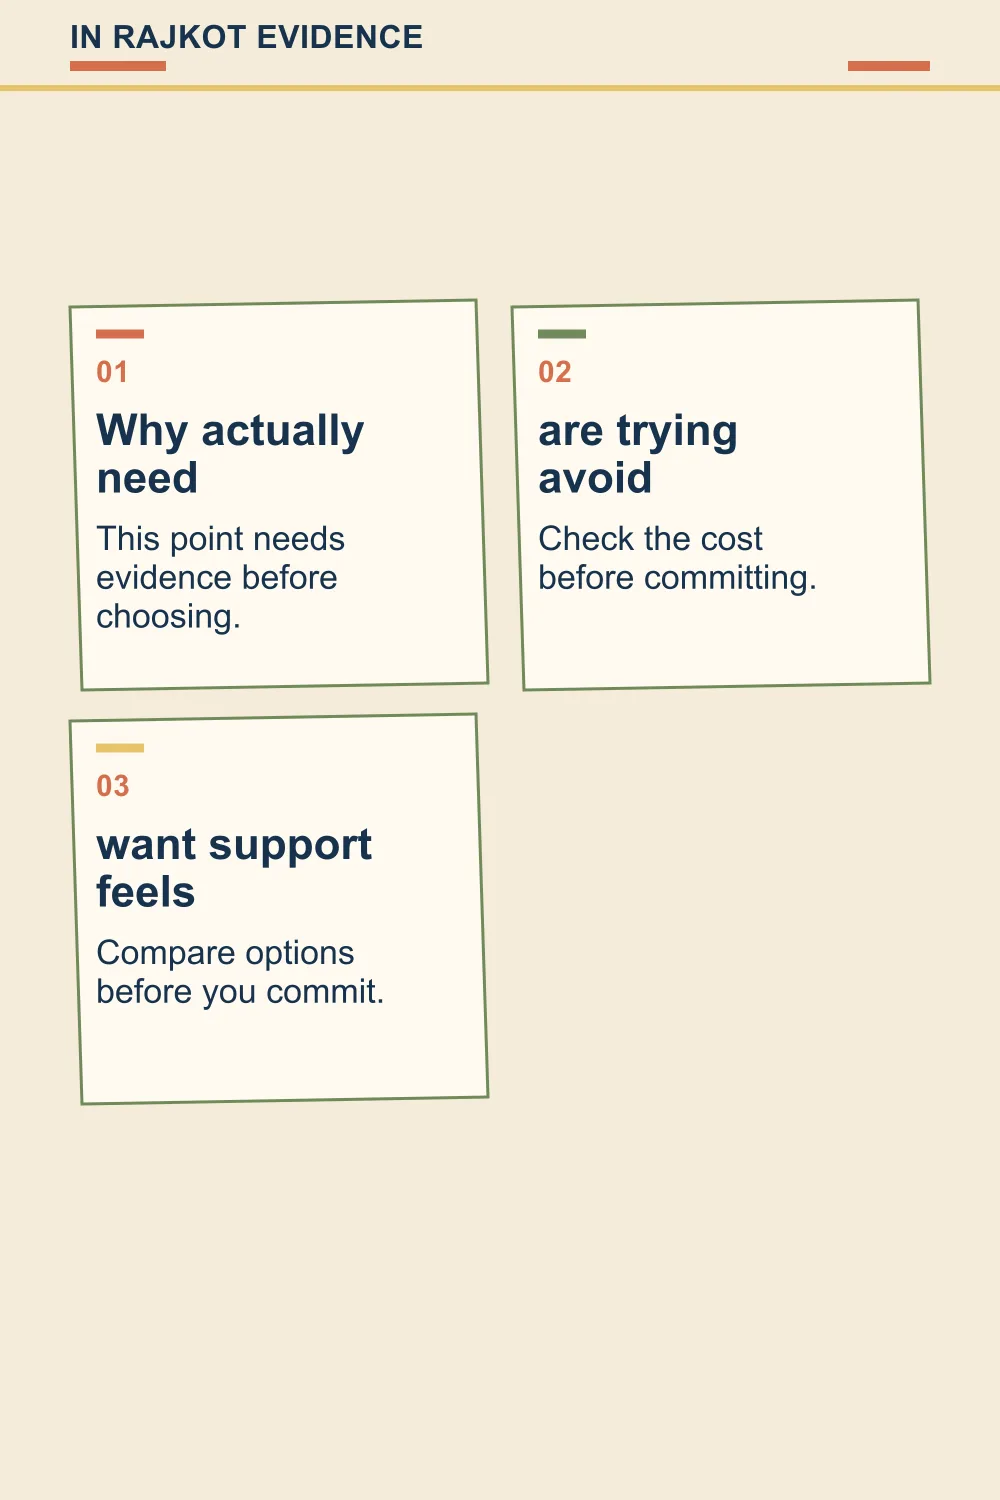 IN RAJKOT EVIDENCE
01
Why actually
need
This point needs
evidence before
choosing.
02
are trying
avoid
Check the cost
before committing.
03
want support
feels
Compare options
before you commit.